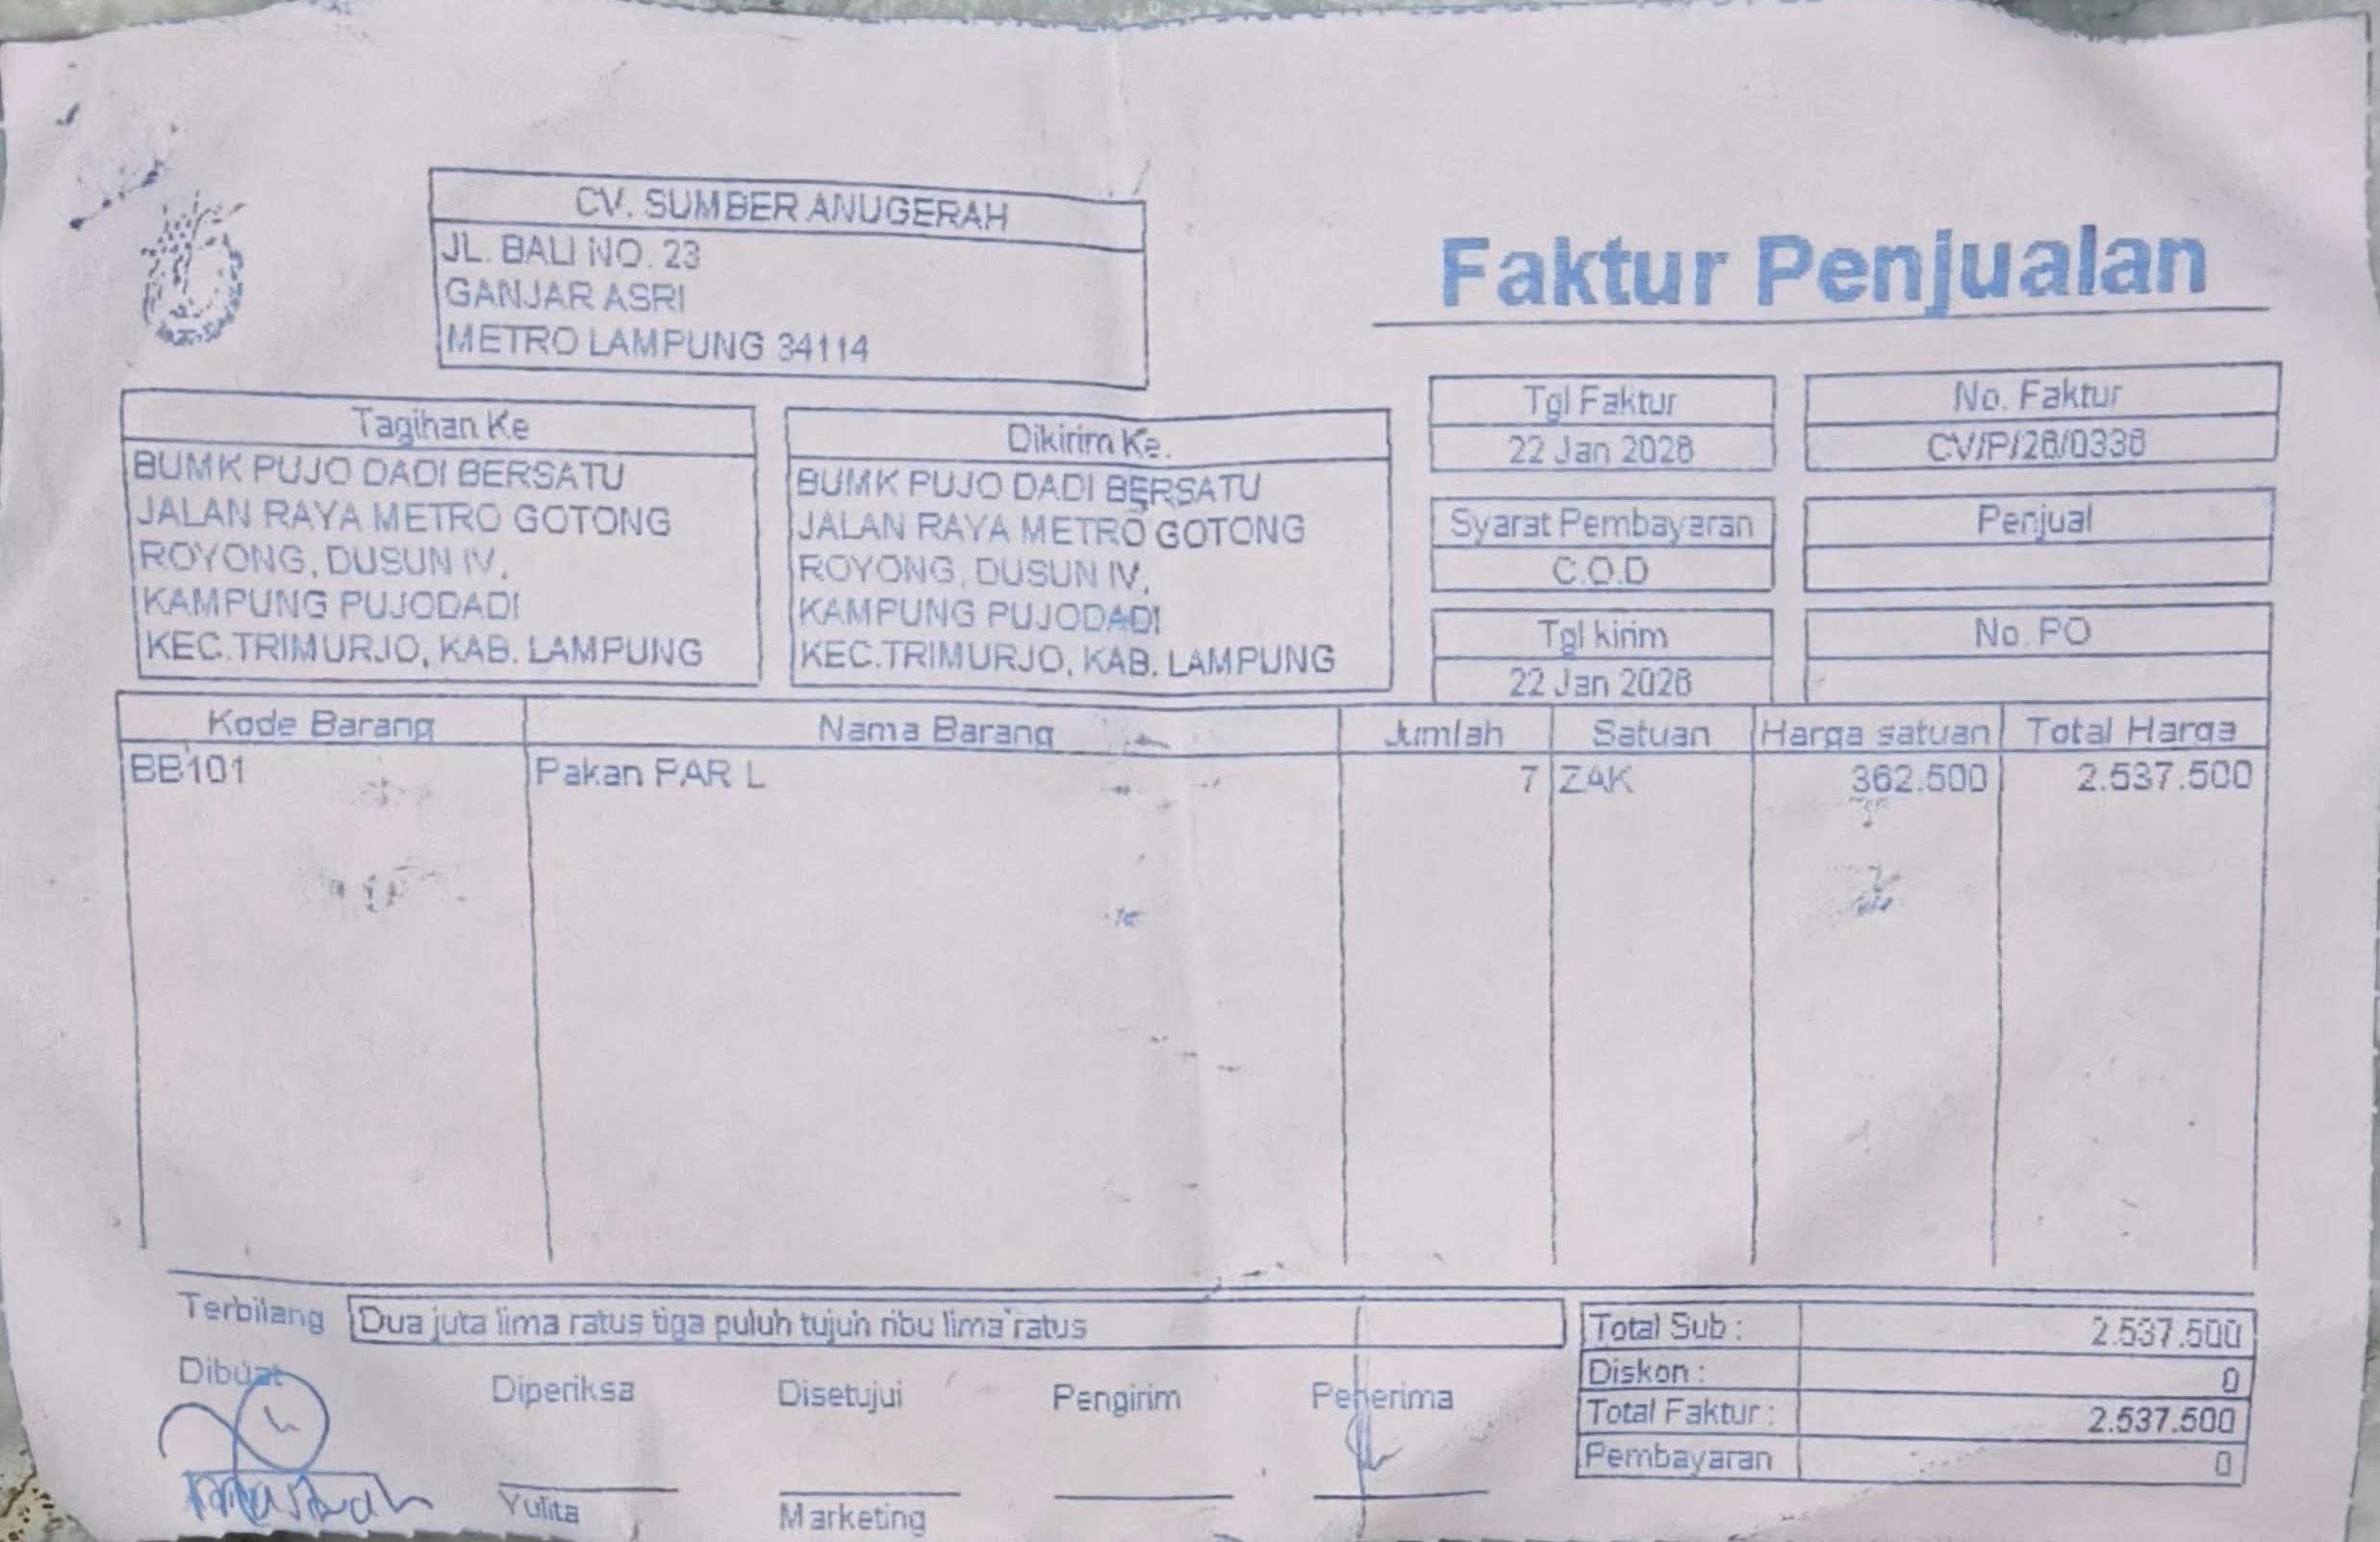 CV. SUMBER ANUGERAH
JL. BALI NO. 23
GANJAR ASRI
METRO LAMPUNG 34114
Faktur Penjualan
Tagihan Ke
BUMK PUJO DADI BERSATU
JALAN RAYA METRO GOTONG
ROYONG, DUSUN IV,
KAMPUNG PUJODADI
KEC.TRIMURJO, KAB. LAMPUNG
Dikirim Ke.
BUMK PUJO DADI BERSATU
JALAN RAYA METRO GOTONG
ROYONG, DUSUN IV,
KAMPUNG PUJODADI
KEC.TRIMURJO, KAB. LAMPUNG
Tgl Faktur
22 Jan 2026
No. Faktur
CV/P/26/0336
Syarat Pembayaran
C.O.D
Penjual
Tgl kirim
22 Jan 2026
No. PO
Kode Barang Nama Barang Jumlah Satuan Harga satuan Total Harga
BB101 Pakan PAR L 7 ZAK 362.500 2.537.500
Terbilang Dua juta lima ratus tiga puluh tujuh ribu lima ratus
Total Sub : 2.537.500
Diskon : 0
Total Faktur : 2.537.500
Pembayaran 0
Dibuat Diperiksa Disetujui Pengirim Penerima
Yulita Marketing